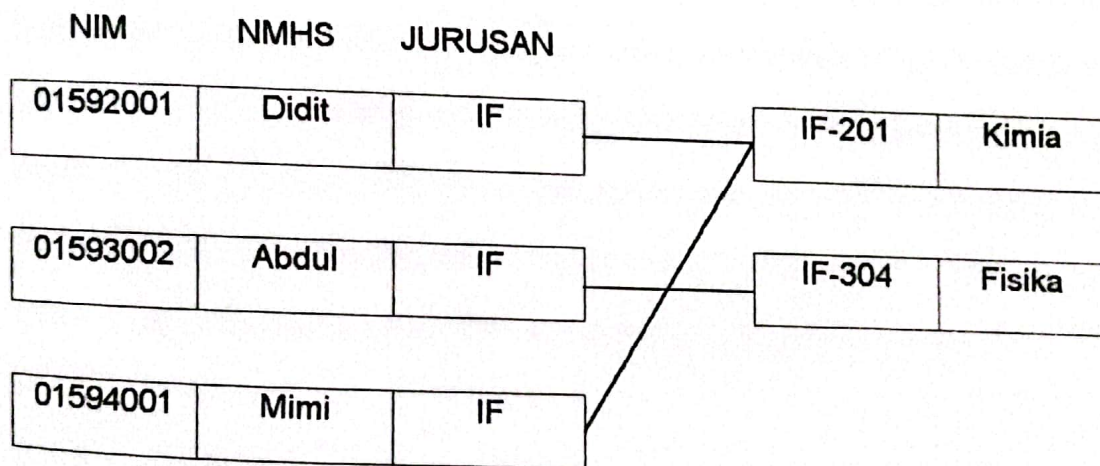 NIM NMHS JURUSAN
01592001 Didit IF IF-201 Kimia
01593002 Abdul IF IF-304 Fisika
01594001 Mimi IF